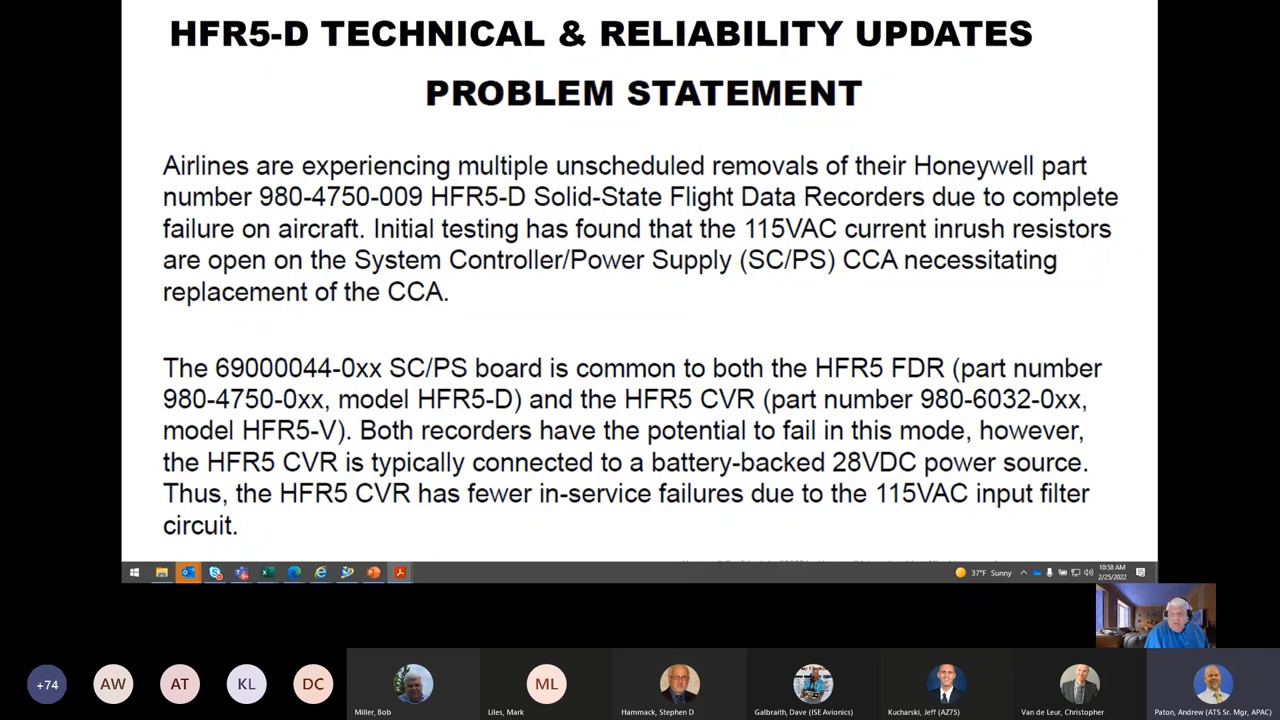 HFR5-D TECHNICAL & RELIABILITY UPDATES
PROBLEM STATEMENT
Airlines are experiencing multiple unscheduled removals of their Honeywell part
number 980-4750-009 HFR5-D Solid-State Flight Data Recorders due to complete
failure on aircraft. Initial testing has found that the 115VAC current inrush resistors
are open on the System Controller/Power Supply (SC/PS) CCA necessitating
replacement of the CCA.
The 69000044-0xx SC/PS board is common to both the HFR5 FDR (part number
980-4750-0xx, model HFR5-D) and the HFR5 CVR (part number 980-6032-0xx,
model HFR5-V). Both recorders have the potential to fail in this mode, however,
the HFR5 CVR is typically connected to a battery-backed 28VDC power source.
Thus, the HFR5 CVR has fewer in-service failures due to the 115VAC input filter
circuit.
37°F Sunny
10:58 AM
2/25/2022
+74
AW
AT
KL
DC
ML
Miller, Bob
Liles, Mark
Hammack, Stephen D
Galbraith, Dave (ISE Avionics)
Kucharski, Jeff (AZ75)
Van de Leur, Christopher
Paton, Andrew (ATS Sr. Mgr, APAC)